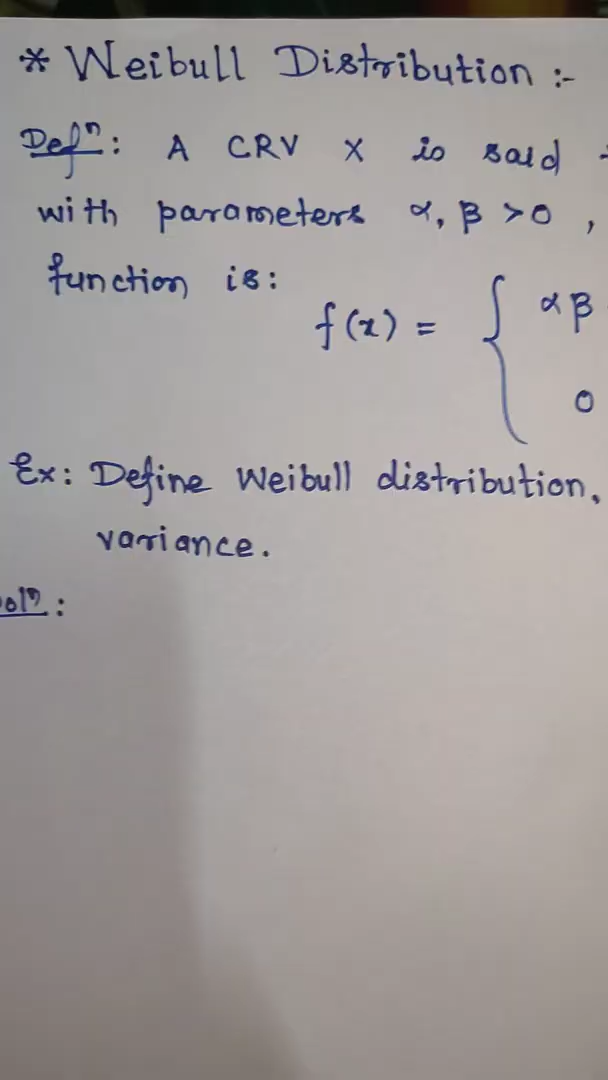 * Weibull Distribution :-
Defⁿ: A CRV X is said
with parameters α, β > 0 ,
function is:
f(x) = { αβ
0
Ex: Define Weibull distribution,
variance.
olⁿ: